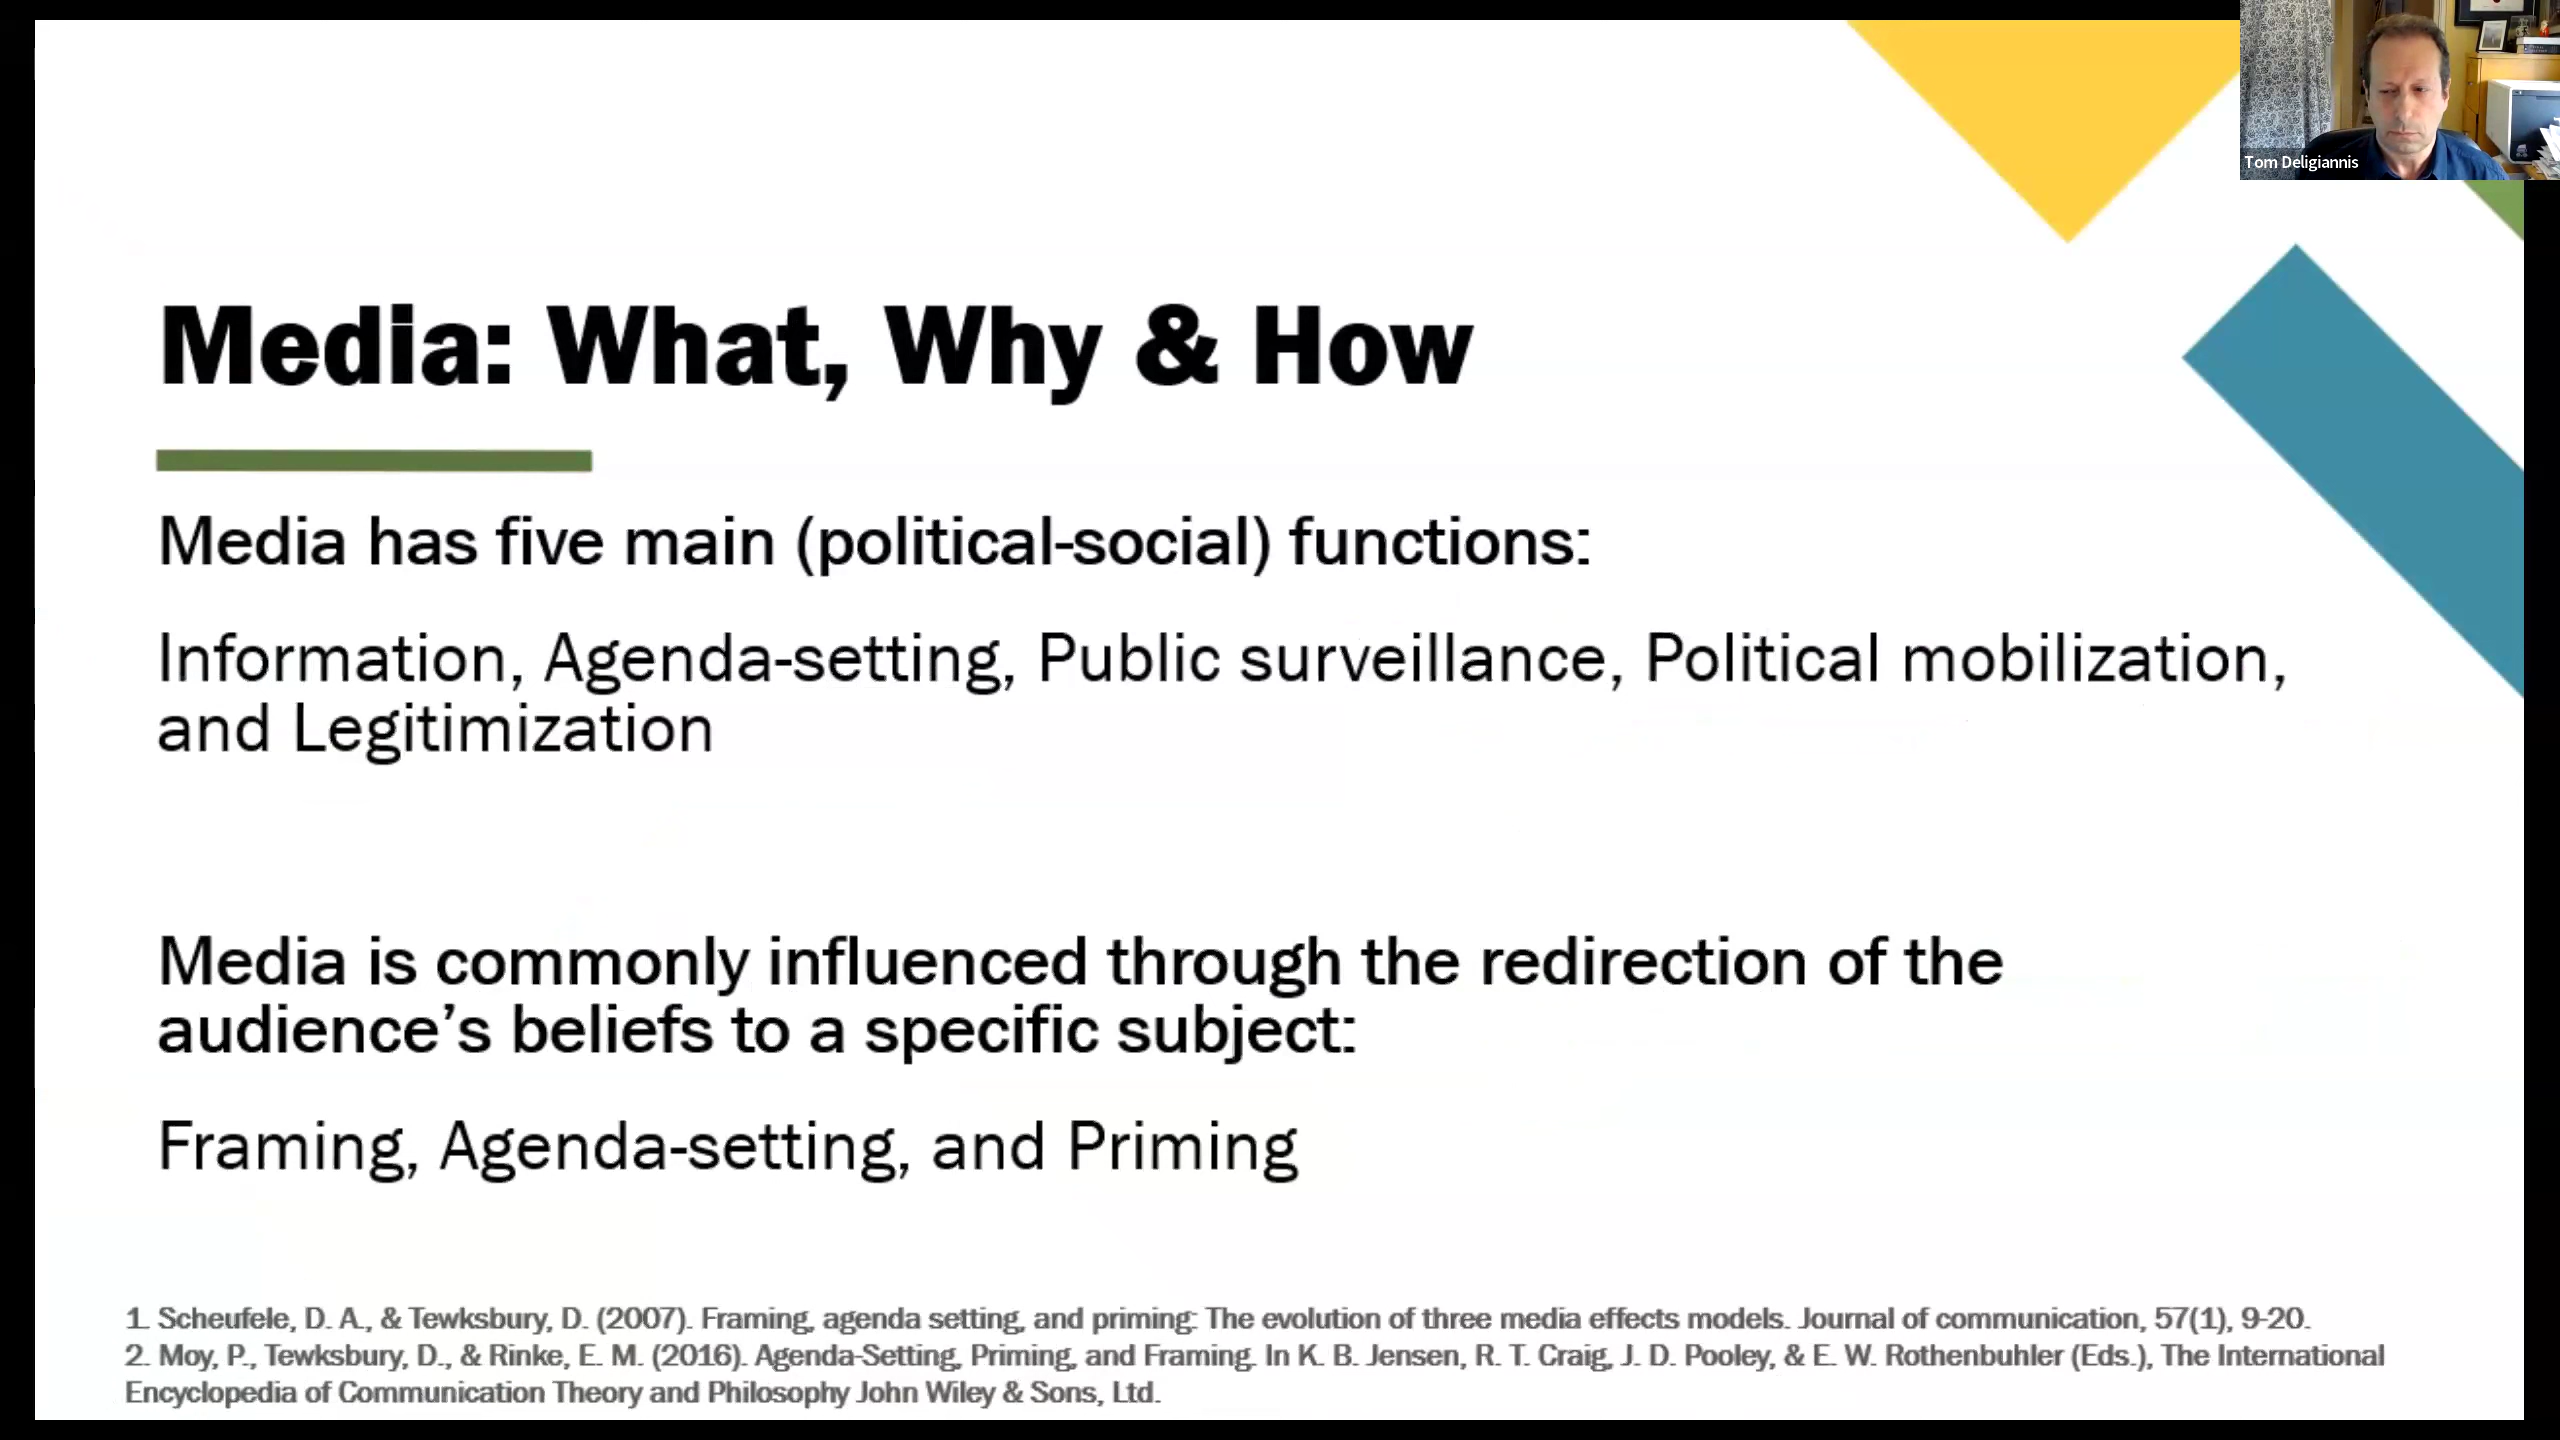 Tom Deligiannis
Media: What, Why & How
Media has five main (political-social) functions:
Information, Agenda-setting, Public surveillance, Political mobilization,
and Legitimization
Media is commonly influenced through the redirection of the
audience’s beliefs to a specific subject:
Framing, Agenda-setting, and Priming
1. Scheufele, D. A., & Tewksbury, D. (2007). Framing, agenda setting, and priming: The evolution of three media effects models. Journal of communication, 57(1), 9-20.
2. Moy, P., Tewksbury, D., & Rinke, E. M. (2016). Agenda-Setting, Priming, and Framing. In K. B. Jensen, R. T. Craig, J. D. Pooley, & E. W. Rothenbuhler (Eds.), The International
Encyclopedia of Communication Theory and Philosophy John Wiley & Sons, Ltd.